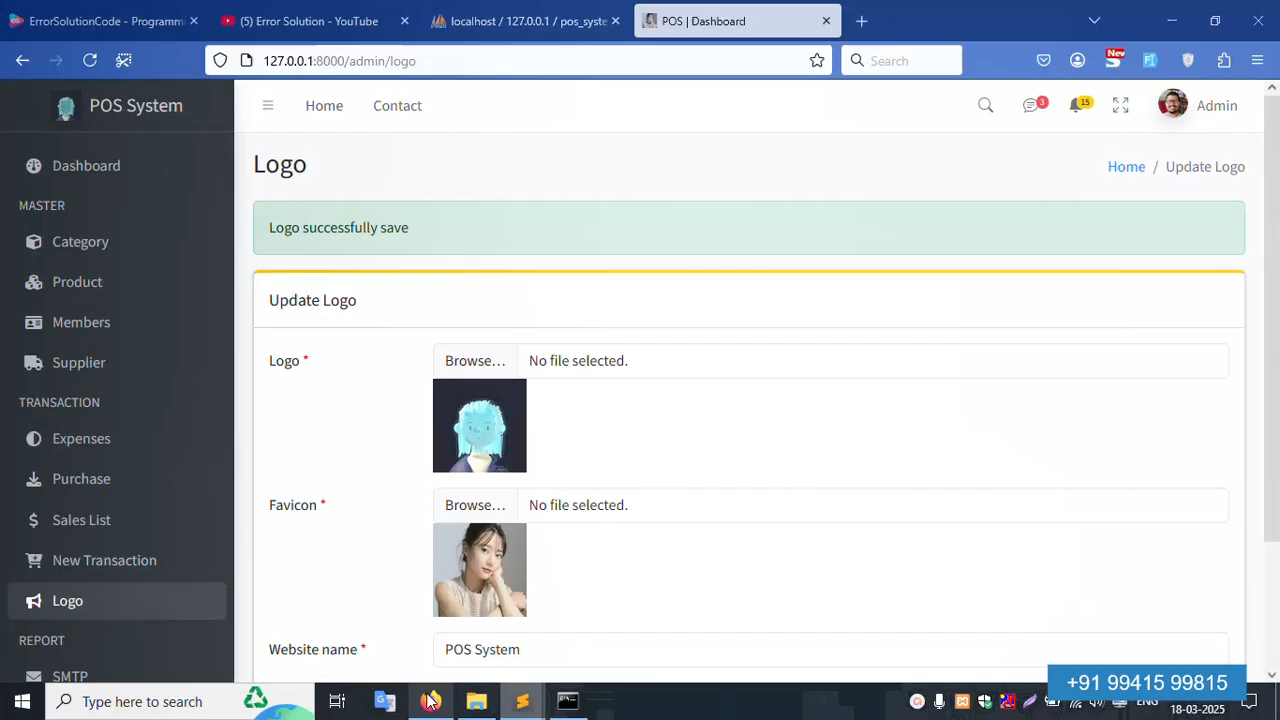 ErrorSolutionCode - Programmi
(5) Error Solution - YouTube
localhost / 127.0.0.1 / pos_syste
POS | Dashboard
127.0.0.1:8000/admin/logo
Search
New
POS System
Home
Contact
3
15
Admin
Dashboard
MASTER
Category
Product
Members
Supplier
TRANSACTION
Expenses
Purchase
Sales List
New Transaction
Logo
REPORT
SMTP
Logo
Home / Update Logo
Logo successfully save
Update Logo
Logo *
Browse... No file selected.
Favicon *
Browse... No file selected.
Website name *
POS System
+91 99415 99815
Type here to search
ENG
18-03-2025